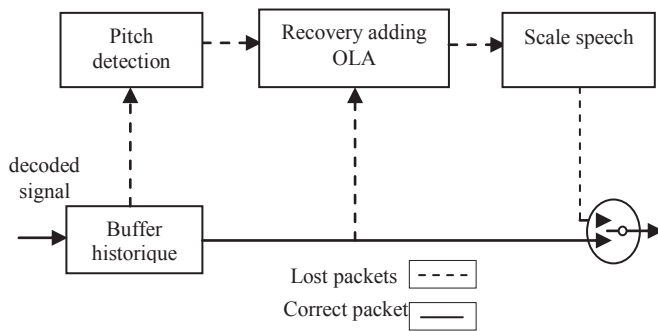 Pitch
detection
Recovery adding
OLA
Scale speech
decoded
signal
Buffer
historique
Lost packets
Correct packet